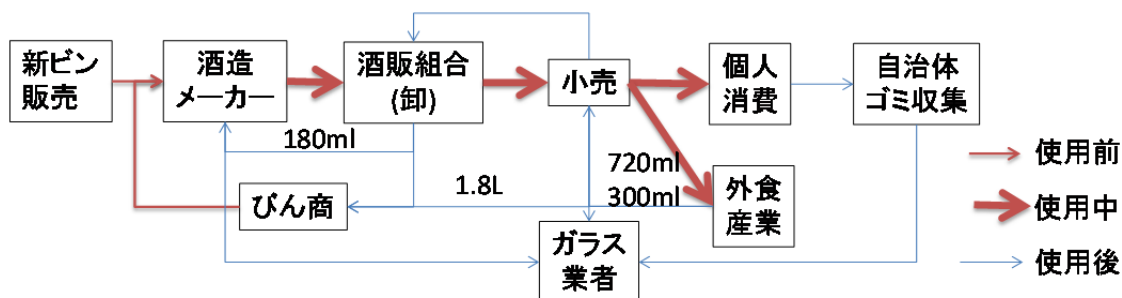 新ビン
販売
酒造
メーカー
酒販組合
(卸)
小売
個人
消費
自治体
ゴミ収集
180ml
720ml
1.8L
300ml
びん商
外食
産業
ガラス
業者
使用前
使用中
使用後